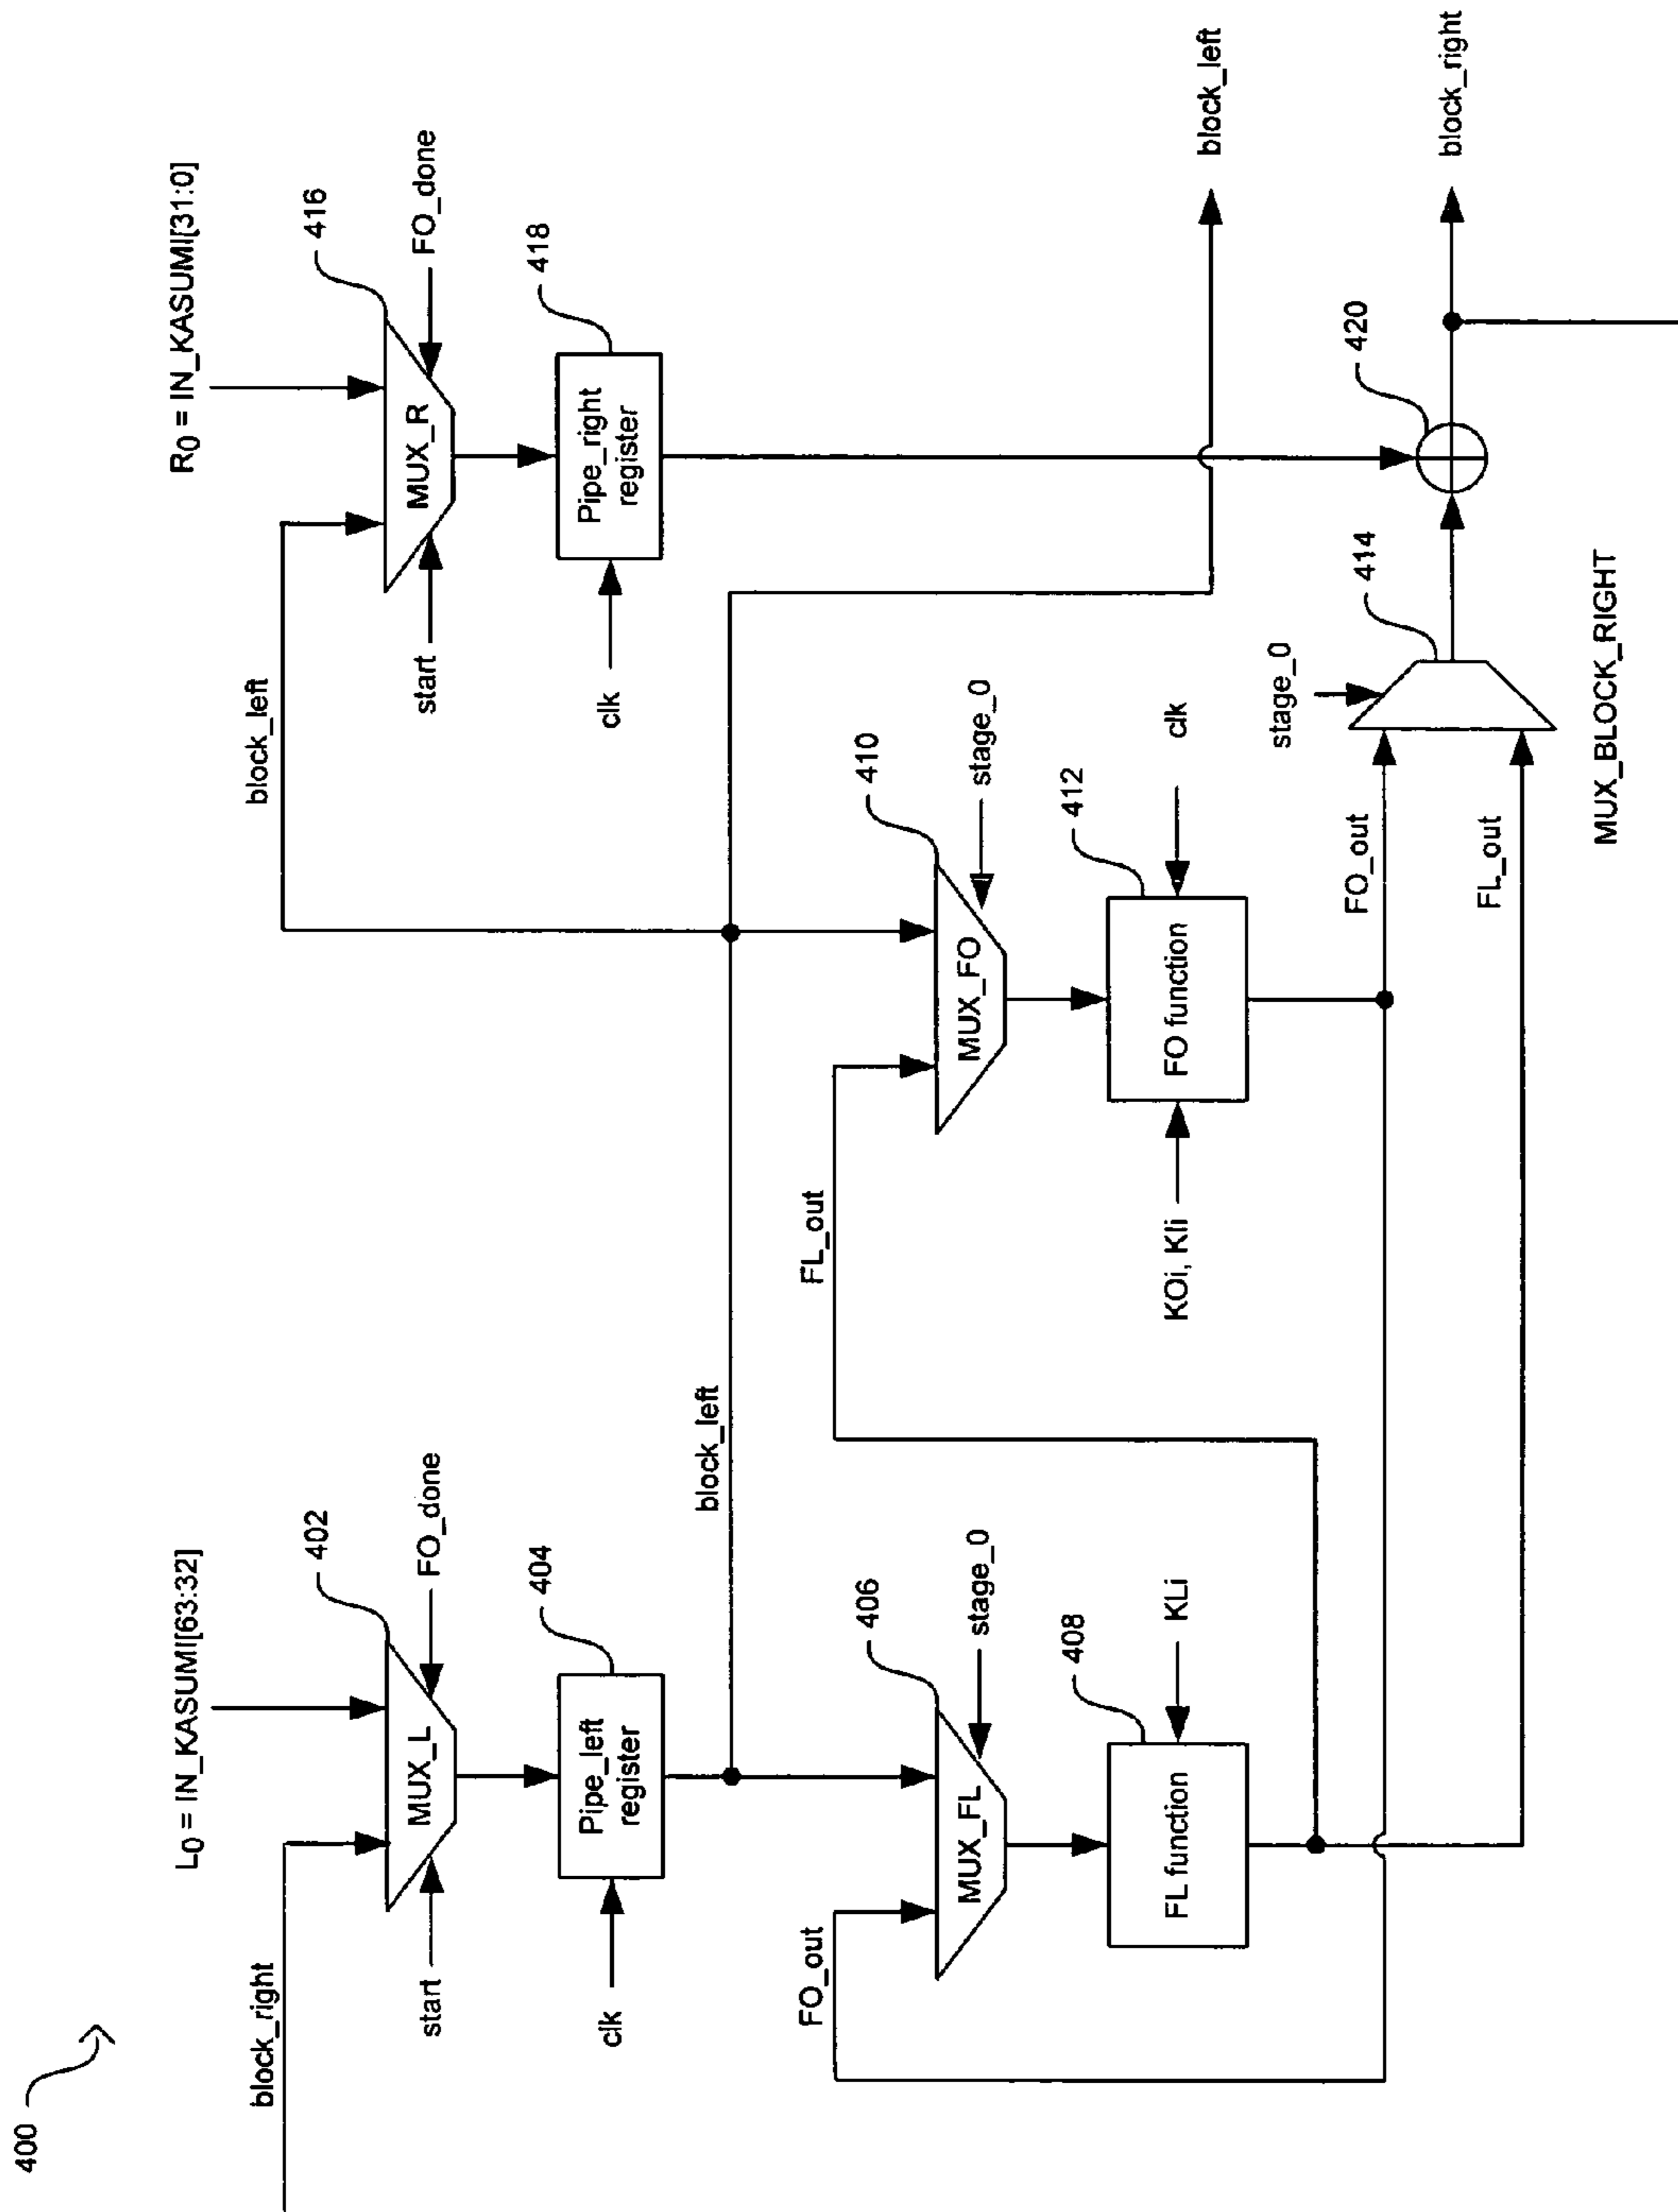 400
block_right
L0 = IN_KASUMI[63:32]
MUX_L
402
start
FO_done
Pipe_left
register
404
clk
block_left
R0 = IN_KASUMI[31:0]
block_left
MUX_R
416
start
FO_done
Pipe_right
register
418
clk
FO_out
MUX_FL
406
stage_0
FL function
408
KLi
FL_out
MUX_FO
410
stage_0
FO function
412
KOi, KIi
clk
FO_out
FL_out
stage_0
414
MUX_BLOCK_RIGHT
420
block_left
block_right